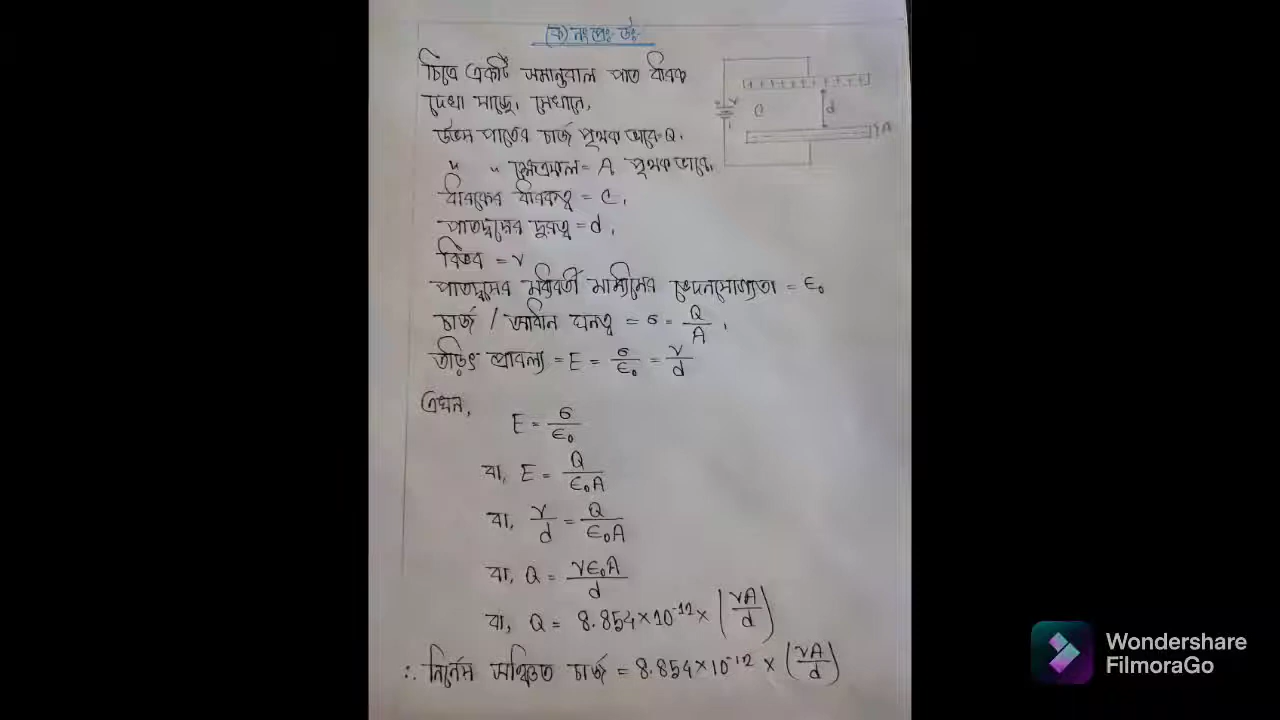 (ক) নং প্রঃ উঃ
চিত্রে একটি সমান্তরাল পাত ধারক
দেখা যাচ্ছে। যেখানে,
উভয় পাতের চার্জ পৃথক ভাবে = Q,
" " ক্ষেত্রফল = A পৃথক ভাবে,
ধারকের ধারকত্ব = C,
পাতদ্বয়ের দূরত্ব = d,
বিভব = V
পাতদ্বয়ের মধ্যবর্তী মাধ্যমের ভেদনযোগ্যতা = ϵ₀
চার্জ / আধান ঘনত্ব = σ = Q/A,
তড়িৎ প্রাবল্য = E = σ/ϵ₀ = V/d
এখন,
E = σ/ϵ₀
বা, E = Q/ϵ₀A
বা, V/d = Q/ϵ₀A
বা, Q = Vϵ₀A/d
বা, Q = 8.854×10⁻¹²× (VA/d)
∴ নির্ণেয় সঞ্চিত চার্জ = 8.854×10⁻¹² × (VA/d)
V
C
d
A
Wondershare
FilmoraGo